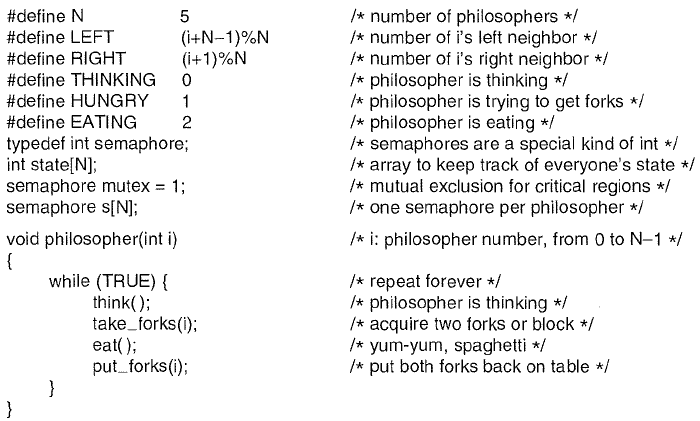 #define N 5 /* number of philosophers */
#define LEFT (i+N−1)%N /* number of i's left neighbor */
#define RIGHT (i+1)%N /* number of i's right neighbor */
#define THINKING 0 /* philosopher is thinking */
#define HUNGRY 1 /* philosopher is trying to get forks */
#define EATING 2 /* philosopher is eating */
typedef int semaphore; /* semaphores are a special kind of int */
int state[N]; /* array to keep track of everyone's state */
semaphore mutex = 1; /* mutual exclusion for critical regions */
semaphore s[N]; /* one semaphore per philosopher */
void philosopher(int i) /* i: philosopher number, from 0 to N−1 */
{
while (TRUE) { /* repeat forever */
think( ); /* philosopher is thinking */
take_forks(i); /* acquire two forks or block */
eat( ); /* yum-yum, spaghetti */
put_forks(i); /* put both forks back on table */
}
}